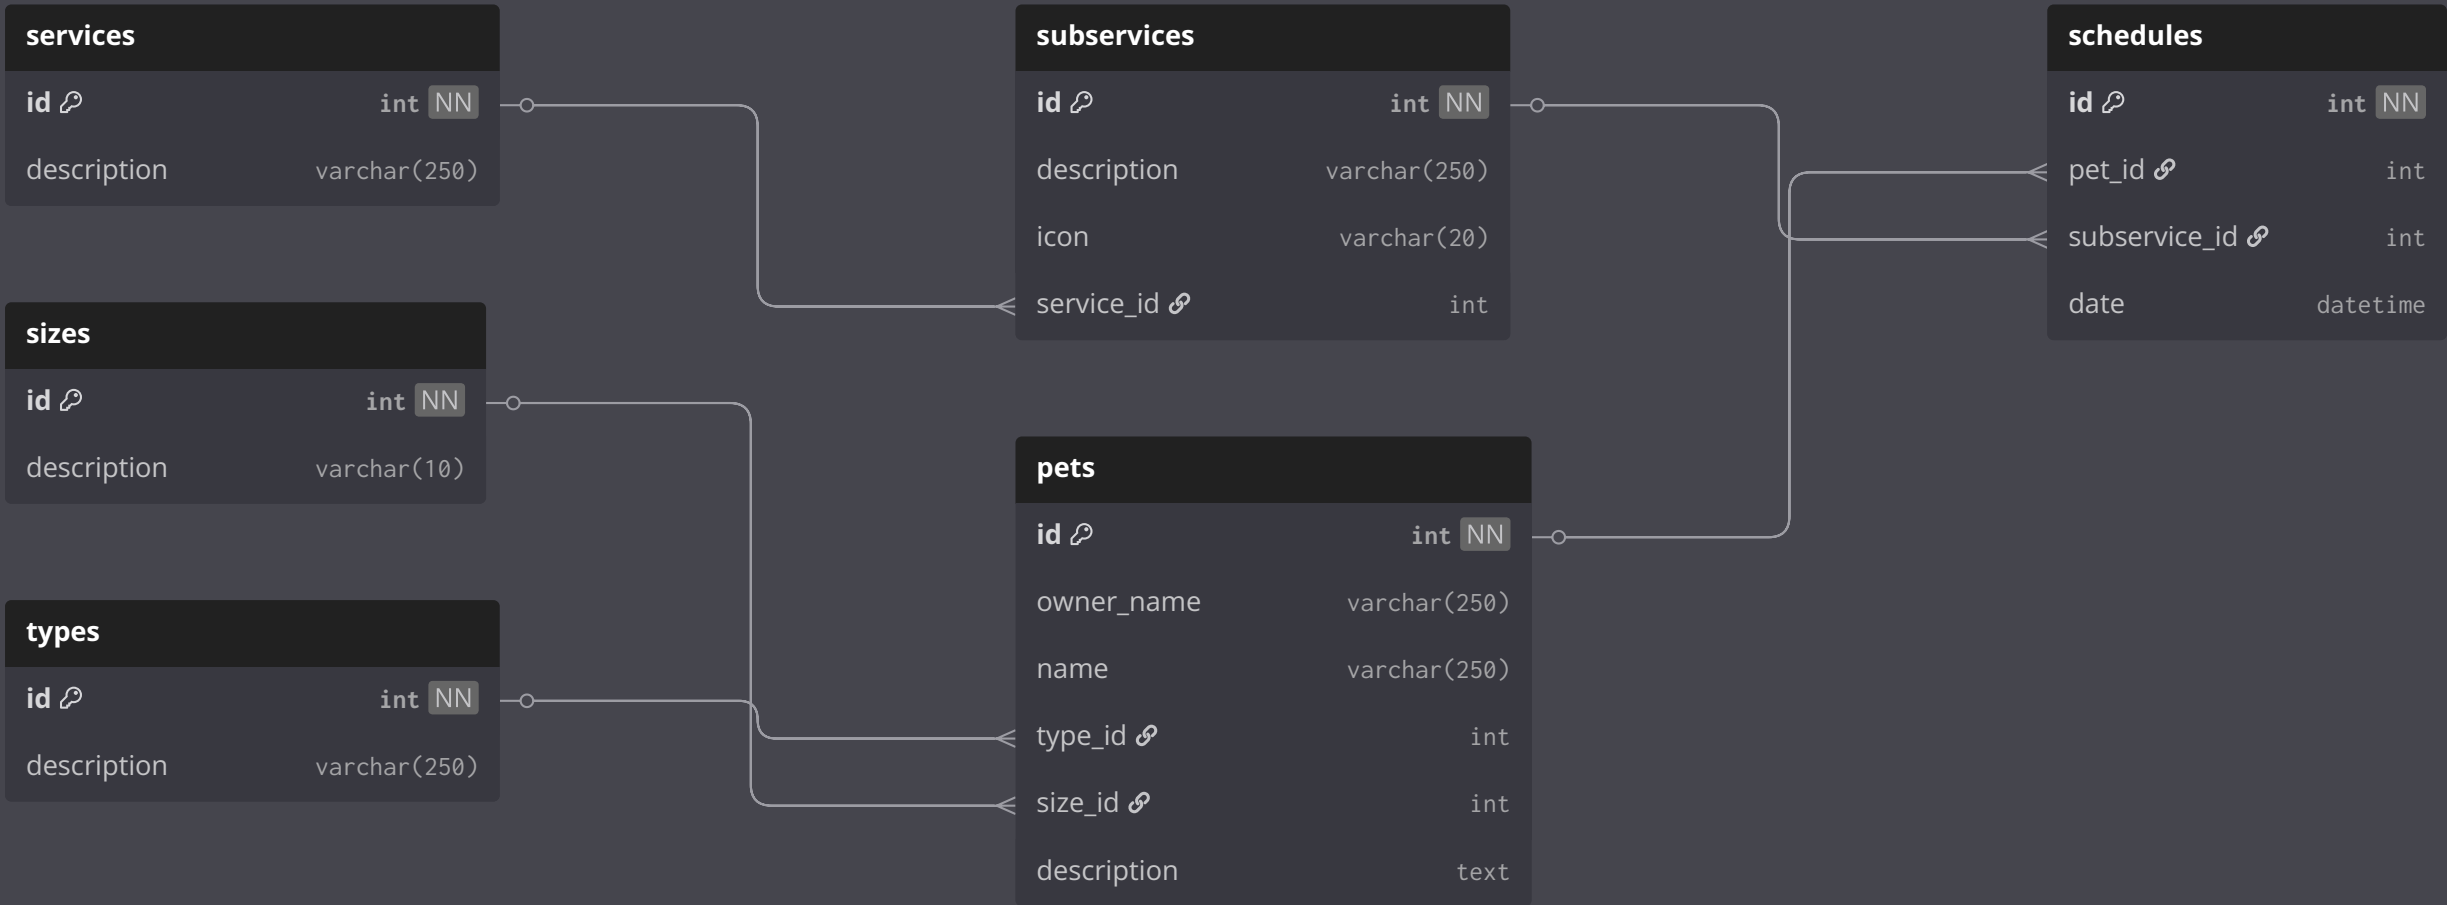 services
id int NN
description varchar(250)
sizes
id int NN
description varchar(10)
types
id int NN
description varchar(250)
subservices
id int NN
description varchar(250)
icon varchar(20)
service_id int
pets
id int NN
owner_name varchar(250)
name varchar(250)
type_id int
size_id int
description text
schedules
id int NN
pet_id int
subservice_id int
date datetime